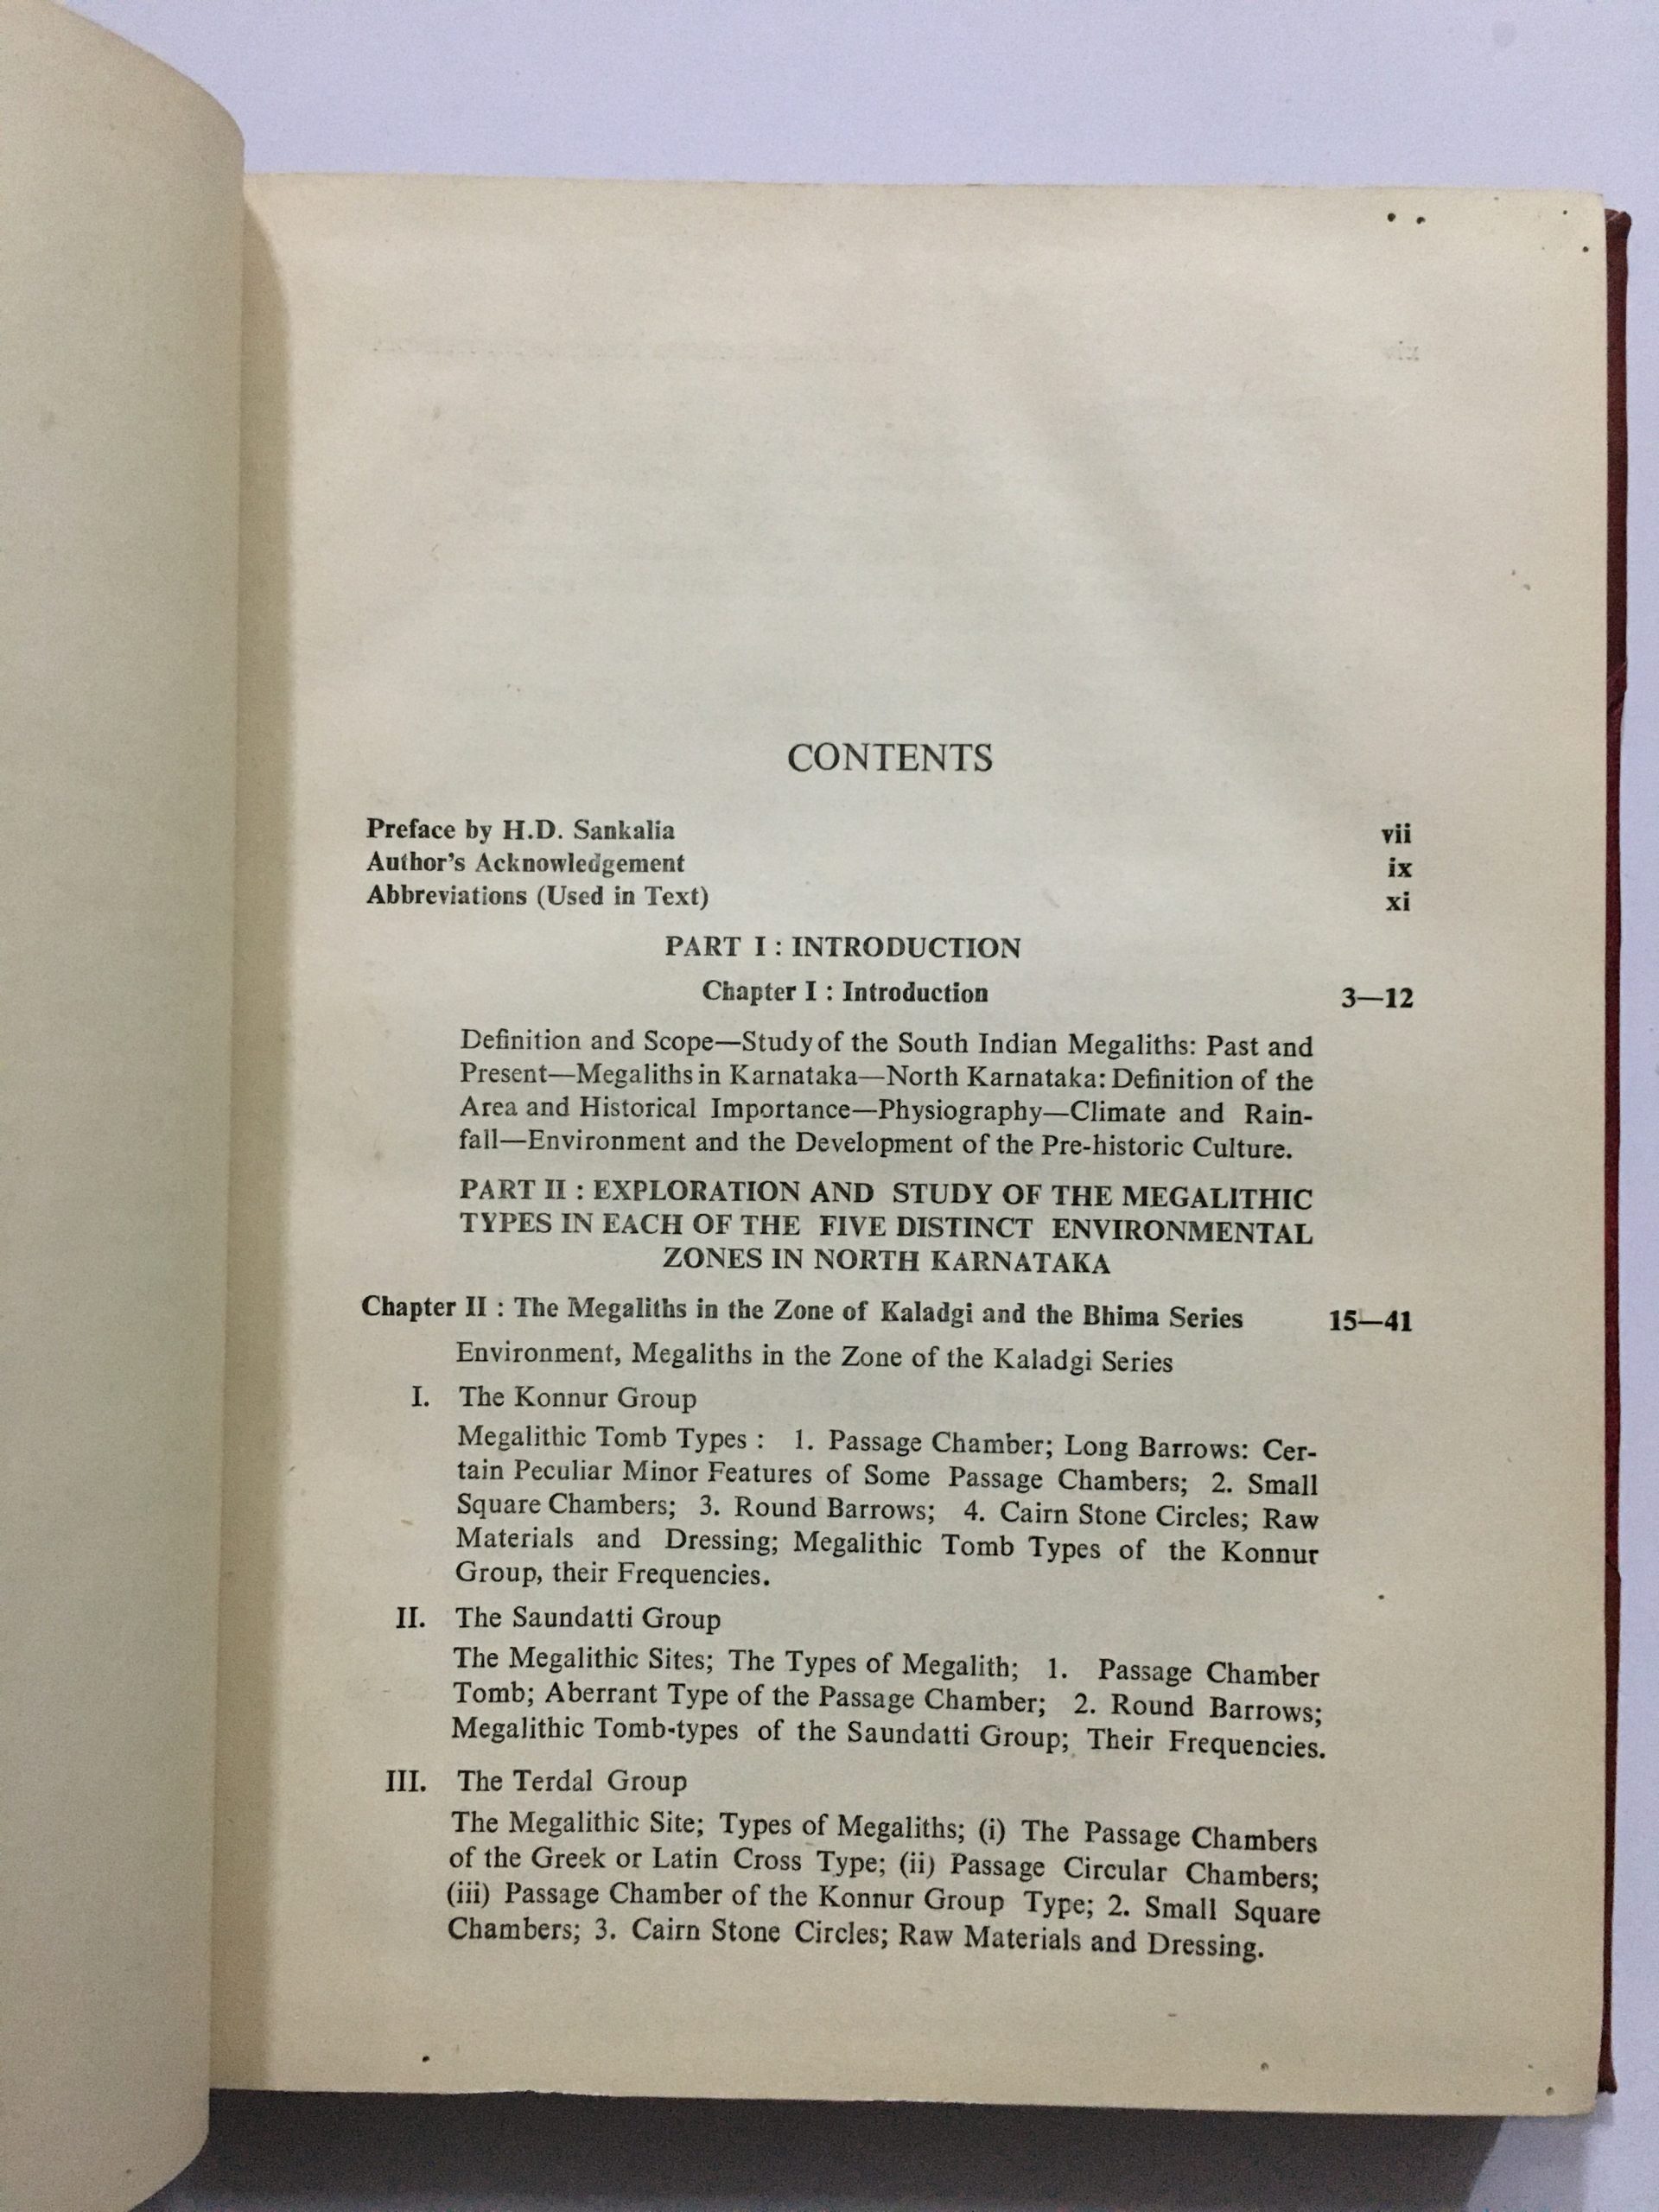 CONTENTS
Preface by H.D. Sankalia vii
Author's Acknowledgement ix
Abbreviations (Used in Text) xi
PART I : INTRODUCTION
Chapter I : Introduction 3—12
Definition and Scope—Study of the South Indian Megaliths: Past and
Present—Megaliths in Karnataka—North Karnataka: Definition of the
Area and Historical Importance—Physiography—Climate and Rain-
fall—Environment and the Development of the Pre-historic Culture.
PART II : EXPLORATION AND STUDY OF THE MEGALITHIC
TYPES IN EACH OF THE FIVE DISTINCT ENVIRONMENTAL
ZONES IN NORTH KARNATAKA
Chapter II : The Megaliths in the Zone of Kaladgi and the Bhima Series 15—41
Environment, Megaliths in the Zone of the Kaladgi Series
I. The Konnur Group
Megalithic Tomb Types : 1. Passage Chamber; Long Barrows: Cer-
tain Peculiar Minor Features of Some Passage Chambers; 2. Small
Square Chambers; 3. Round Barrows; 4. Cairn Stone Circles; Raw
Materials and Dressing; Megalithic Tomb Types of the Konnur
Group, their Frequencies.
II. The Saundatti Group
The Megalithic Sites; The Types of Megalith; 1. Passage Chamber
Tomb; Aberrant Type of the Passage Chamber; 2. Round Barrows;
Megalithic Tomb-types of the Saundatti Group; Their Frequencies.
III. The Terdal Group
The Megalithic Site; Types of Megaliths; (i) The Passage Chambers
of the Greek or Latin Cross Type; (ii) Passage Circular Chambers;
(iii) Passage Chamber of the Konnur Group Type; 2. Small Square
Chambers; 3. Cairn Stone Circles; Raw Materials and Dressing.